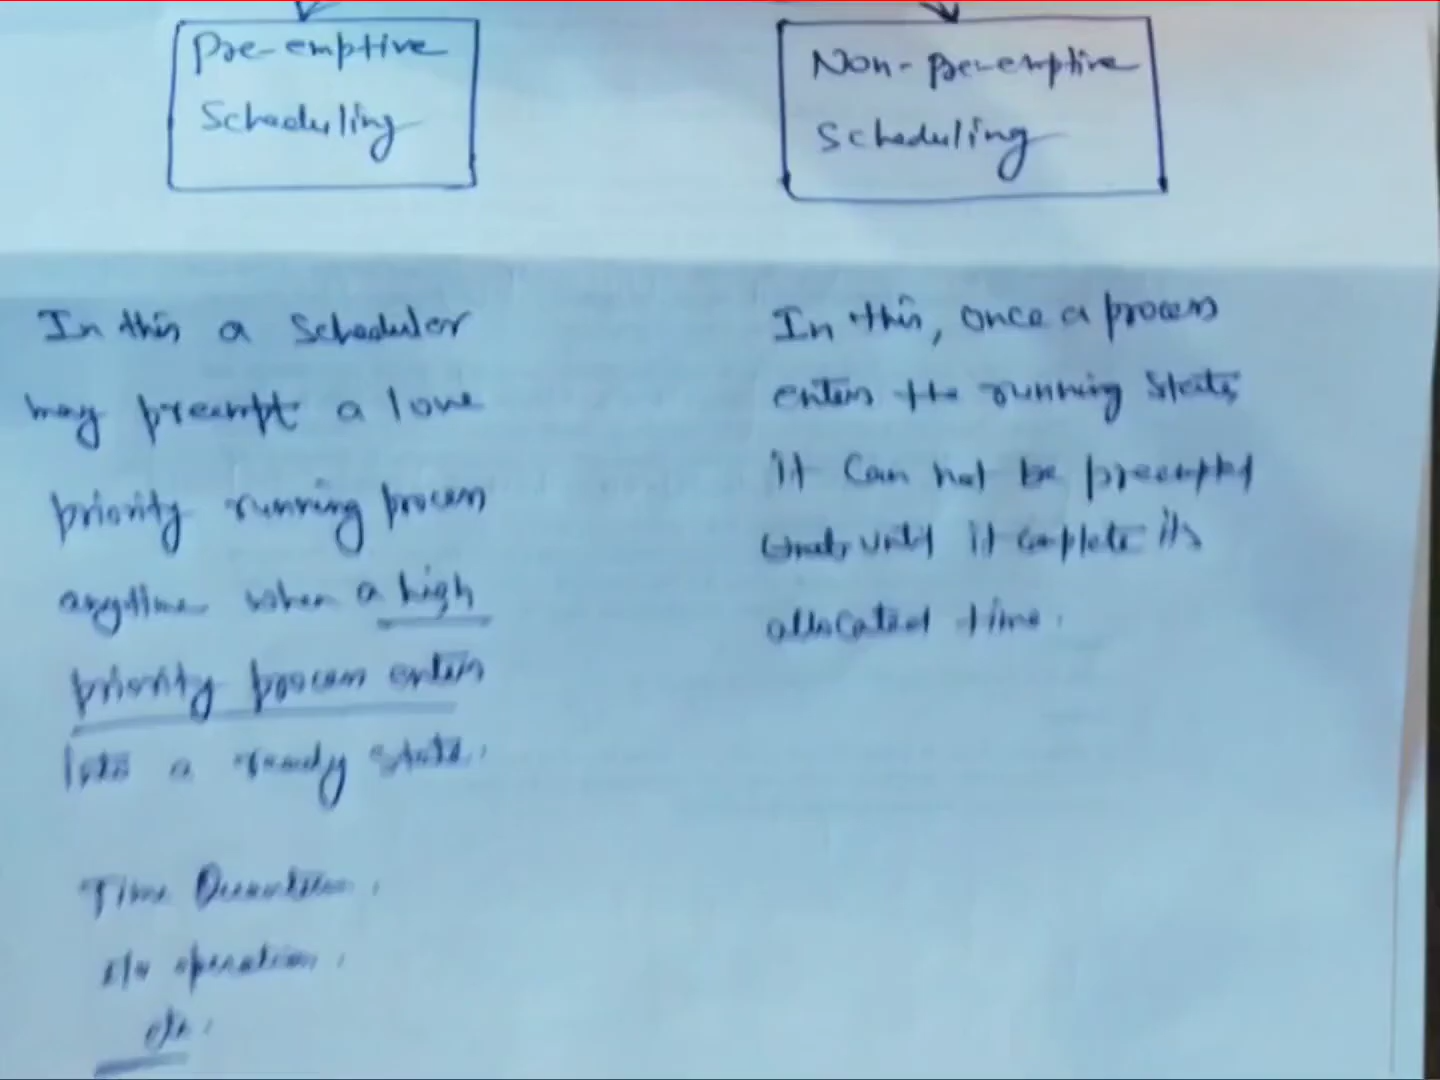 Pre-emptive
Scheduling
Non-pre-emptive
Scheduling
In this a Scheduler
may preempt a low
priority running process
anytime when a high
priority process enters
into a ready state.
Time Quantum.
I/o operation.
etc.
In this, once a process
enters the running state,
it can not be preempted
until it complete its
allocated time.